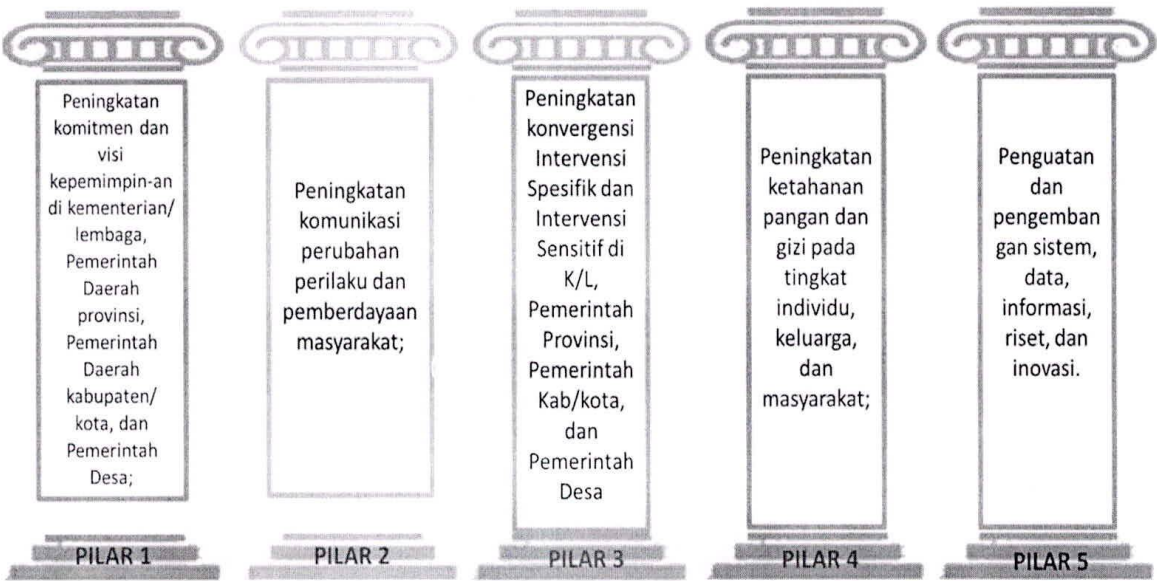 Peningkatan
komitmen dan
visi
kepemimpin-an
di kementerian/
lembaga,
Pemerintah
Daerah
provinsi,
Pemerintah
Daerah
kabupaten/
kota, dan
Pemerintah
Desa;
PILAR 1
Peningkatan
komunikasi
perubahan
perilaku dan
pemberdayaan
masyarakat;
PILAR 2
Peningkatan
konvergensi
Intervensi
Spesifik dan
Intervensi
Sensitif di
K/L,
Pemerintah
Provinsi,
Pemerintah
Kab/kota,
dan
Pemerintah
Desa
PILAR 3
Peningkatan
ketahanan
pangan dan
gizi pada
tingkat
individu,
keluarga,
dan
masyarakat;
PILAR 4
Penguatan
dan
pengemban
gan sistem,
data,
informasi,
riset, dan
inovasi.
PILAR 5